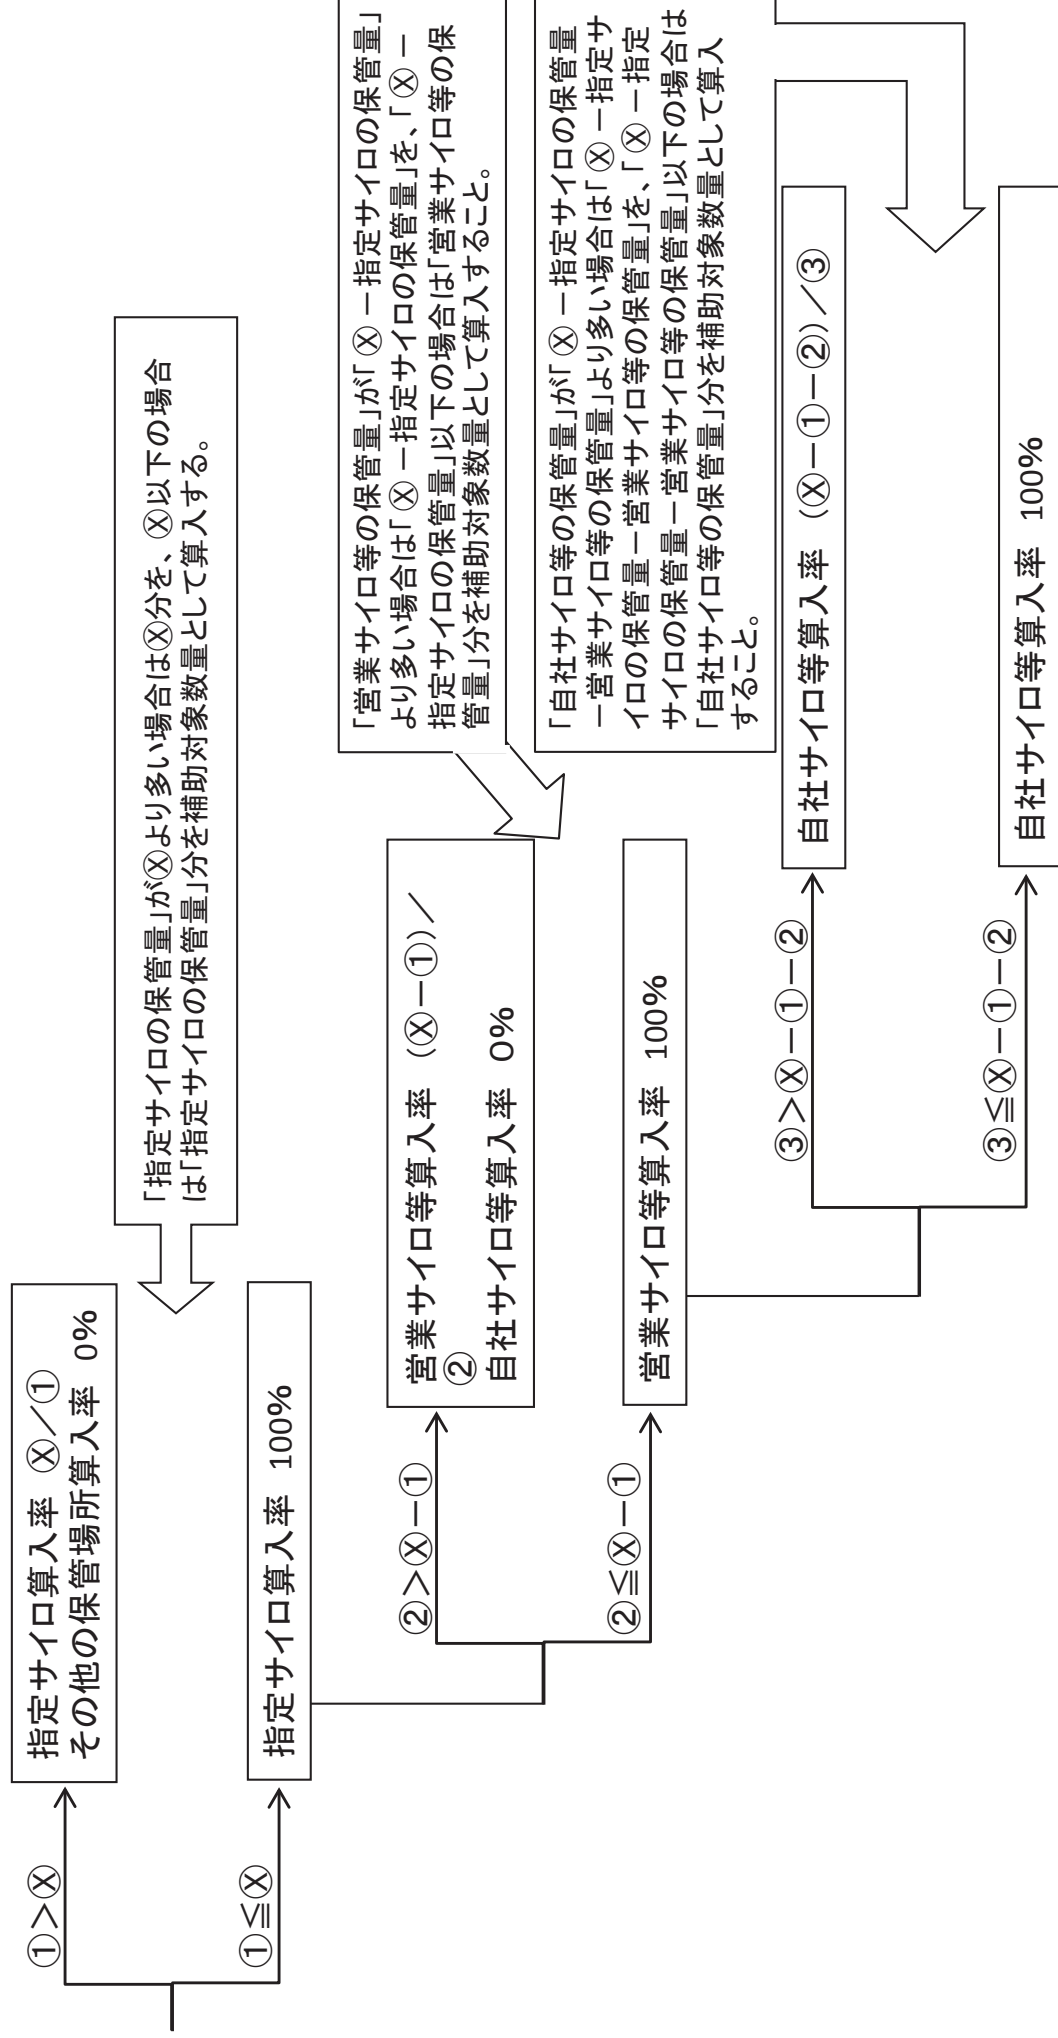 ①>Ⓧ
指定サイロ算入率 Ⓧ/①
その他の保管場所算入率 0%
①≦Ⓧ
指定サイロ算入率 100%
「指定サイロの保管量」がⓍより多い場合はⓍ分を、Ⓧ以下の場合
は「指定サイロの保管量」分を補助対象数量として算入する。
②>Ⓧ-①
営業サイロ等算入率 (Ⓧ-①)/
②
自社サイロ等算入率 0%
②≦Ⓧ-①
営業サイロ等算入率 100%
「営業サイロ等の保管量」が「Ⓧ-指定サイロの保管量」
より多い場合は「Ⓧ-指定サイロの保管量」を、「Ⓧ-
指定サイロの保管量」以下の場合は「営業サイロ等の保
管量」分を補助対象数量として算入すること。
「自社サイロ等の保管量」が「Ⓧ-指定サイロの保管量
-営業サイロ等の保管量」より多い場合は「Ⓧ-指定サ
イロの保管量-営業サイロ等の保管量」を、「Ⓧ-指定
サイロの保管量-営業サイロ等の保管量」以下の場合は
「自社サイロ等の保管量」分を補助対象数量として算入
すること。
③>Ⓧ-①-②
自社サイロ等算入率 (Ⓧ-①-②)/③
③≦Ⓧ-①-②
自社サイロ等算入率 100%